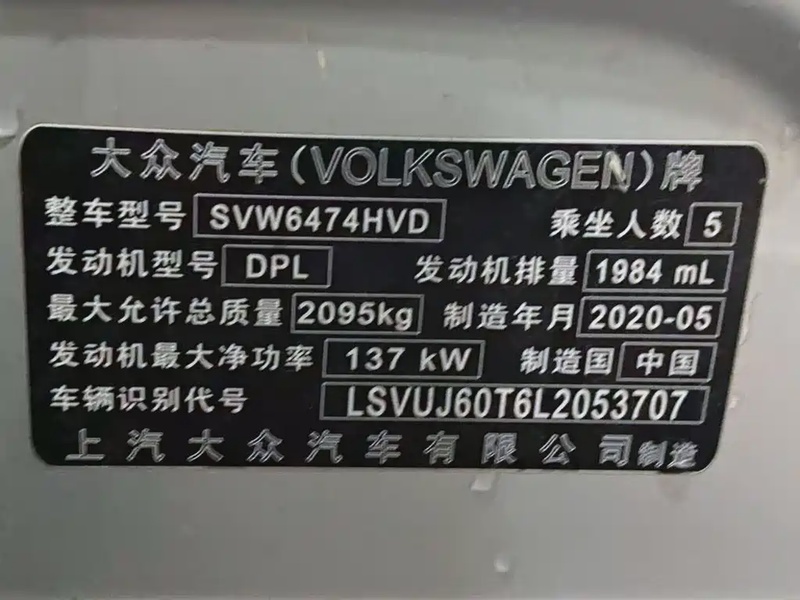 大众汽车(VOLKSWAGEN)牌
整车型号 SVW6474HVD 乘坐人数 5
发动机型号 DPL 发动机排量 1984 mL
最大允许总质量 2095kg 制造年月 2020-05
发动机最大净功率 137 kW 制造国 中国
车辆识别代号 LSVUJ60T6L2053707
上汽大众汽车有限公司制造